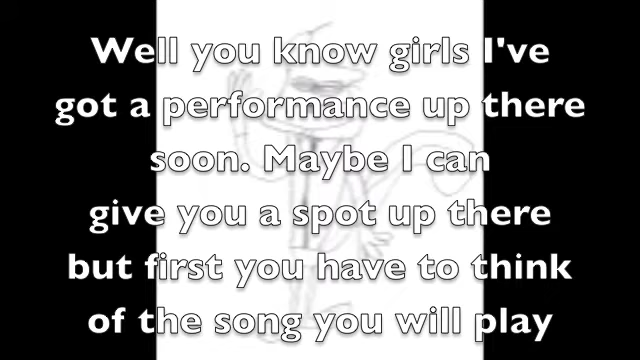 Well you know girls I've
got a performance up there
soon. Maybe I can
give you a spot up there
but first you have to think
of the song you will play